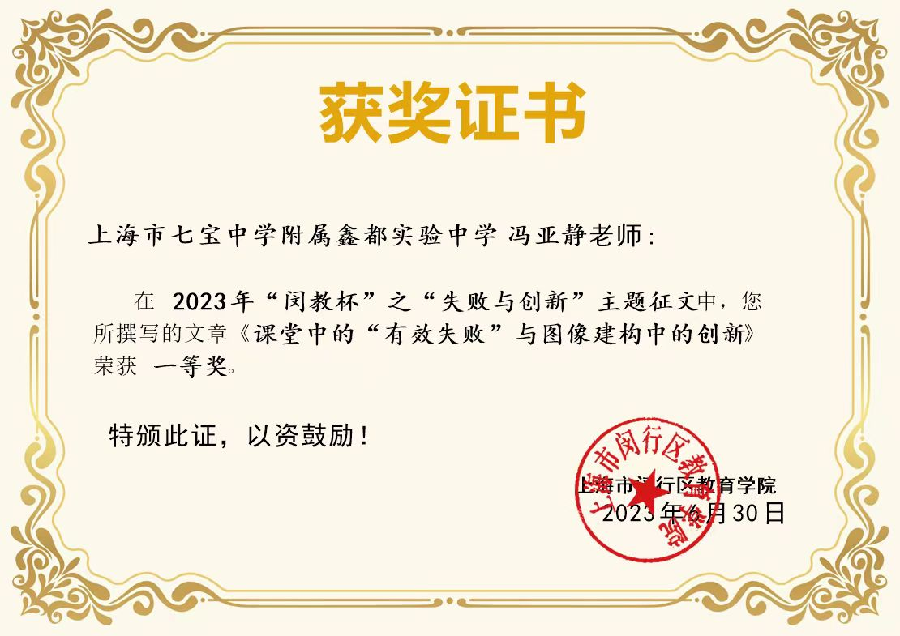 获奖证书
上海市七宝中学附属鑫都实验中学 冯亚静老师：
在 2023年“闵教杯”之“失败与创新”主题征文中，您
所撰写的文章《课堂中的“有效失败”与图像建构中的创新》
荣获 一等奖。
特颁此证，以资鼓励！
上海市闵行区教育学院
上海市闵行区教育学院
2023年6月30日